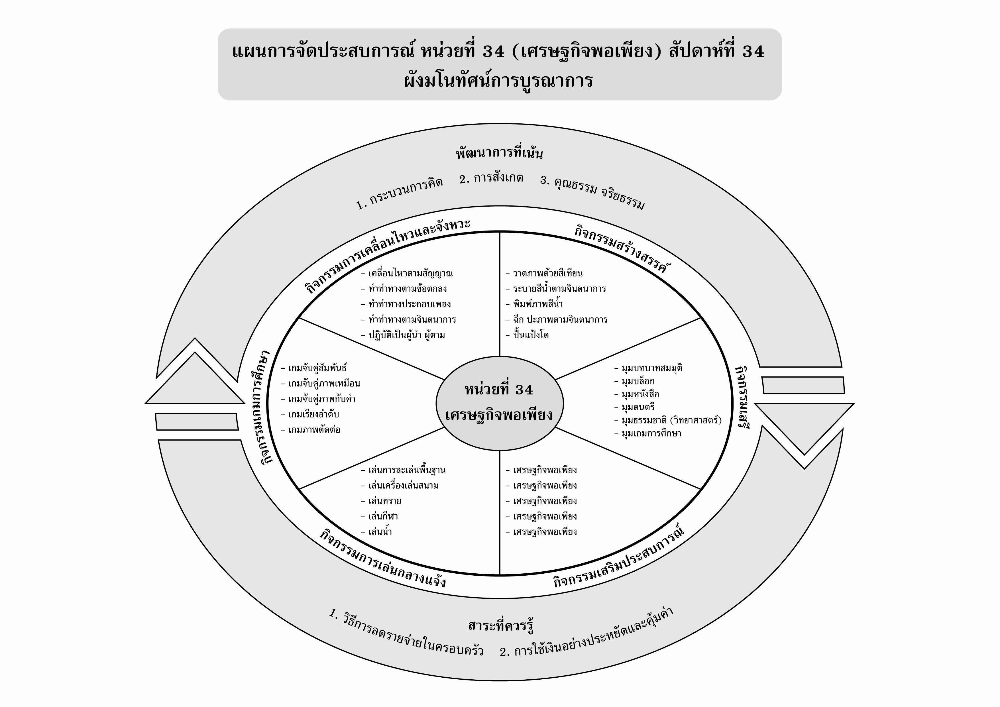 แผนการจัดประสบการณ์ หน่วยที่ 34 (เศรษฐกิจพอเพียง) สัปดาห์ที่ 34
ผังมโนทัศน์การบูรณาการ
พัฒนาการที่เน้น
1. กระบวนการคิด 2. การสังเกต 3. คุณธรรม จริยธรรม
กิจกรรมการเคลื่อนไหวและจังหวะ
- เคลื่อนไหวตามสัญญาณ
- ทำท่าทางตามข้อตกลง
- ทำท่าทางประกอบเพลง
- ทำท่าทางตามจินตนาการ
- ปฏิบัติเป็นผู้นำ ผู้ตาม
กิจกรรมสร้างสรรค์
- วาดภาพด้วยสีเทียน
- ระบายสีน้ำตามจินตนาการ
- พิมพ์ภาพสีน้ำ
- ฉีก ปะภาพตามจินตนาการ
- ปั้นแป้งโด
กิจกรรมเกมการศึกษา
- เกมจับคู่สัมพันธ์
- เกมจับคู่ภาพเหมือน
- เกมจับคู่ภาพกับคำ
- เกมเรียงลำดับ
- เกมภาพตัดต่อ
หน่วยที่ 34
เศรษฐกิจพอเพียง
กิจกรรมเสรี
- มุมบทบาทสมมุติ
- มุมบล็อก
- มุมหนังสือ
- มุมดนตรี
- มุมธรรมชาติ (วิทยาศาสตร์)
- มุมเกมการศึกษา
- เล่นการละเล่นพื้นฐาน
- เล่นเครื่องเล่นสนาม
- เล่นทราย
- เล่นกีฬา
- เล่นน้ำ
กิจกรรมการเล่นกลางแจ้ง
- เศรษฐกิจพอเพียง
- เศรษฐกิจพอเพียง
- เศรษฐกิจพอเพียง
- เศรษฐกิจพอเพียง
- เศรษฐกิจพอเพียง
กิจกรรมเสริมประสบการณ์
สาระที่ควรรู้
1. วิธีการลดรายจ่ายในครอบครัว 2. การใช้เงินอย่างประหยัดและคุ้มค่า